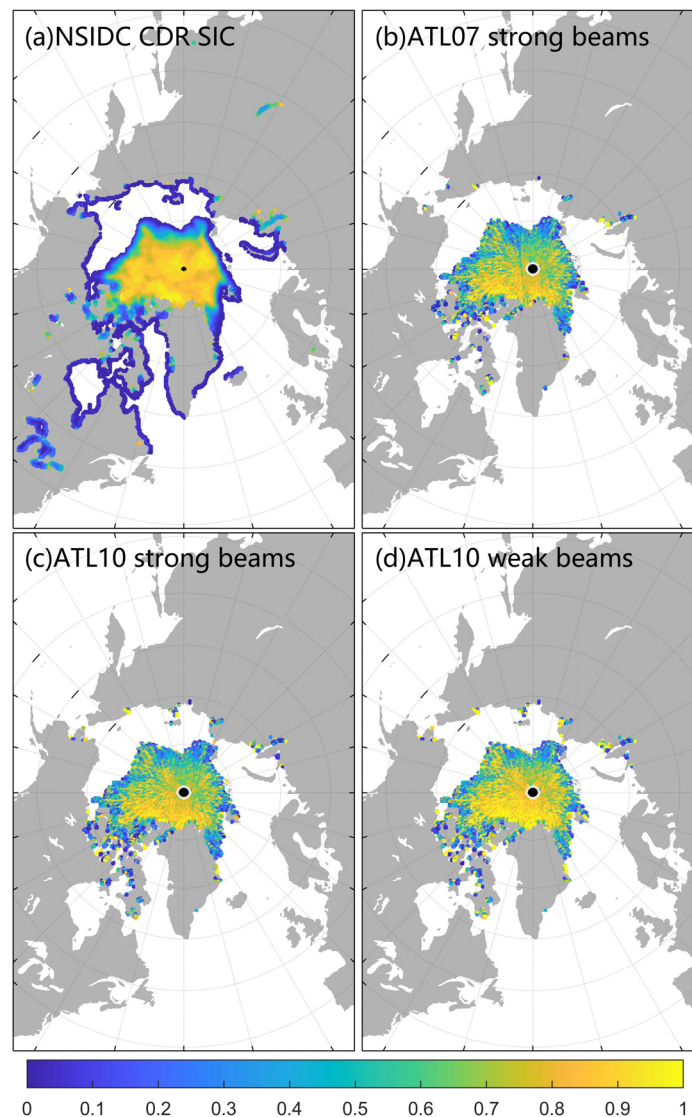 (a)NSIDC CDR SIC
(b)ATL07 strong beams
(c)ATL10 strong beams
(d)ATL10 weak beams
0 0.1 0.2 0.3 0.4 0.5 0.6 0.7 0.8 0.9 1